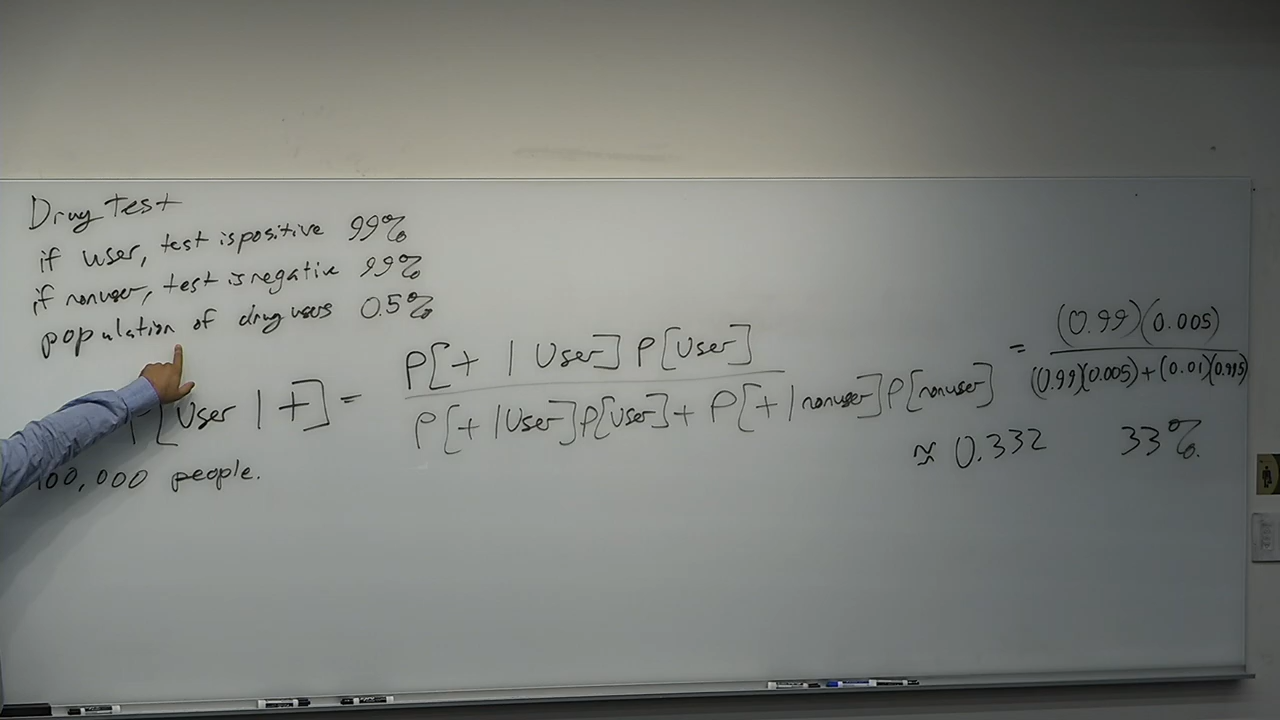 Drug Test
if user, test is positive 99%
if nonuser, test is negative 99%
population of drug users 0.5%
[User | +] = P[+ | User] P[User] / P[+ | User] P[User] + P[+ | nonuser] P[nonuser] = (0.99)(0.005) / (0.99)(0.005) + (0.01)(0.995)
≈ 0.332 33%
100,000 people.